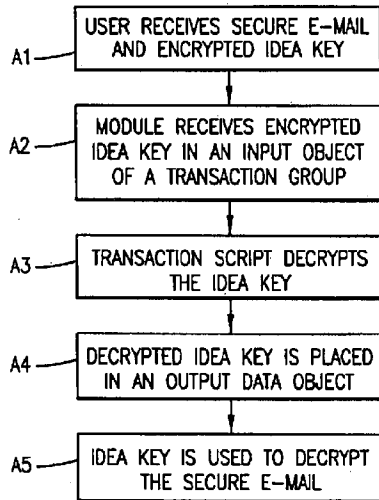 A1
USER RECEIVES SECURE E-MAIL
AND ENCRYPTED IDEA KEY
A2
MODULE RECEIVES ENCRYPTED
IDEA KEY IN AN INPUT OBJECT
OF A TRANSACTION GROUP
A3
TRANSACTION SCRIPT DECRYPTS
THE IDEA KEY
A4
DECRYPTED IDEA KEY IS PLACED
IN AN OUTPUT DATA OBJECT
A5
IDEA KEY IS USED TO DECRYPT
THE SECURE E-MAIL